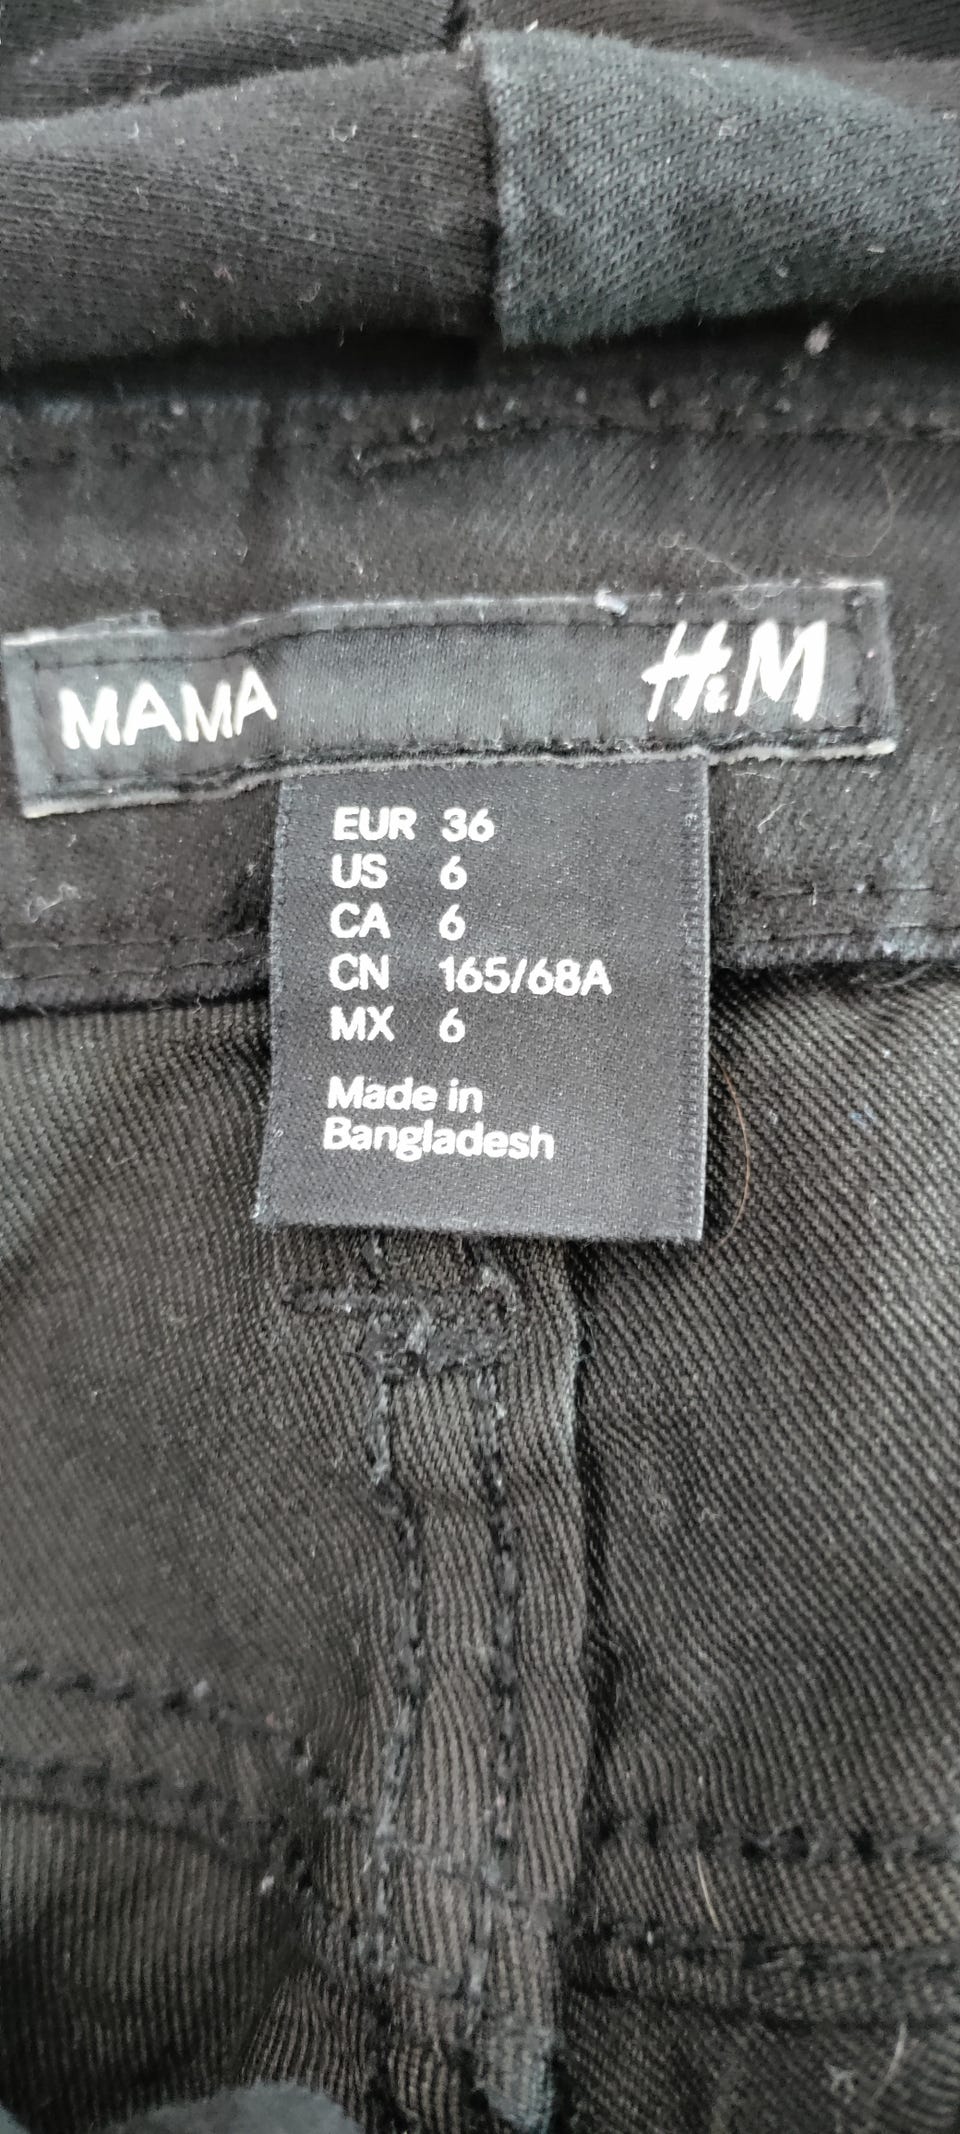 MAMA H&M
EUR 36
US 6
CA 6
CN 165/68A
MX 6
Made in
Bangladesh